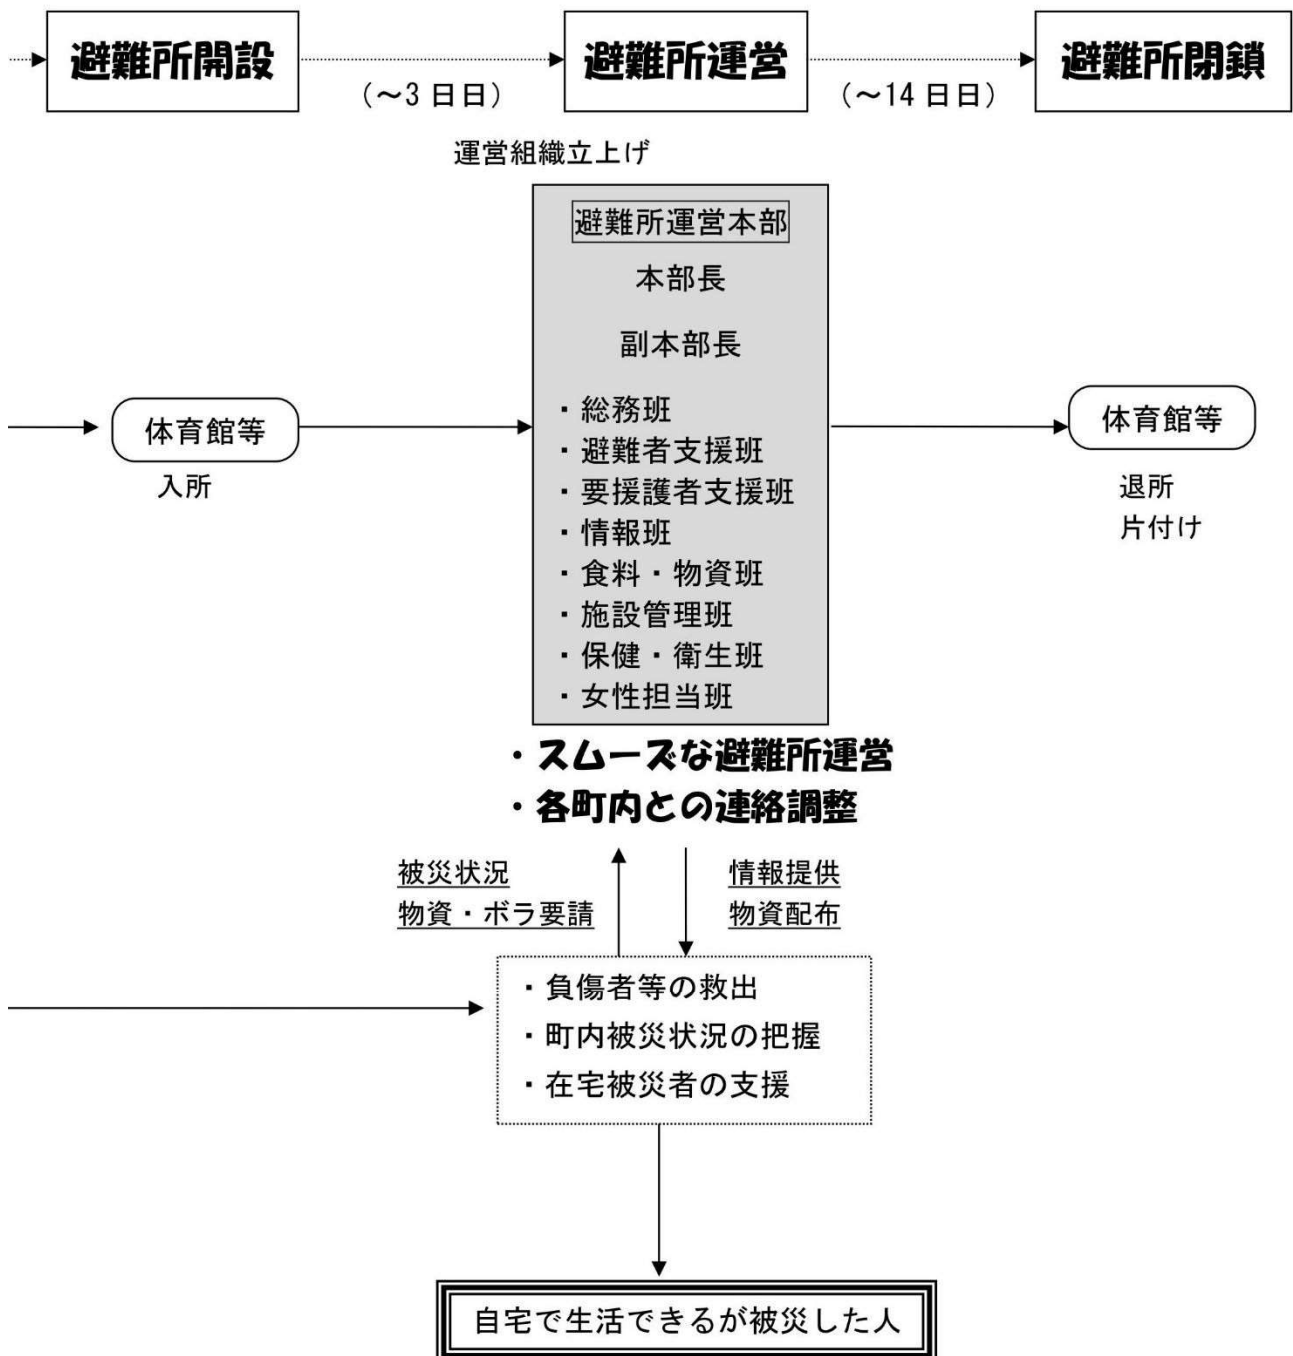 避難所開設
避難所運営
避難所閉鎖
(～3 日日)
(～14 日日)
運営組織立上げ
避難所運営本部
本部長
副本部長
・総務班
・避難者支援班
・要援護者支援班
・情報班
・食料・物資班
・施設管理班
・保健・衛生班
・女性担当班
体育館等
入所
体育館等
退所
片付け
・スムーズな避難所運営
・各町内との連絡調整
被災状況
物資・ボラ要請
情報提供
物資配布
・負傷者等の救出
・町内被災状況の把握
・在宅被災者の支援
自宅で生活できるが被災した人